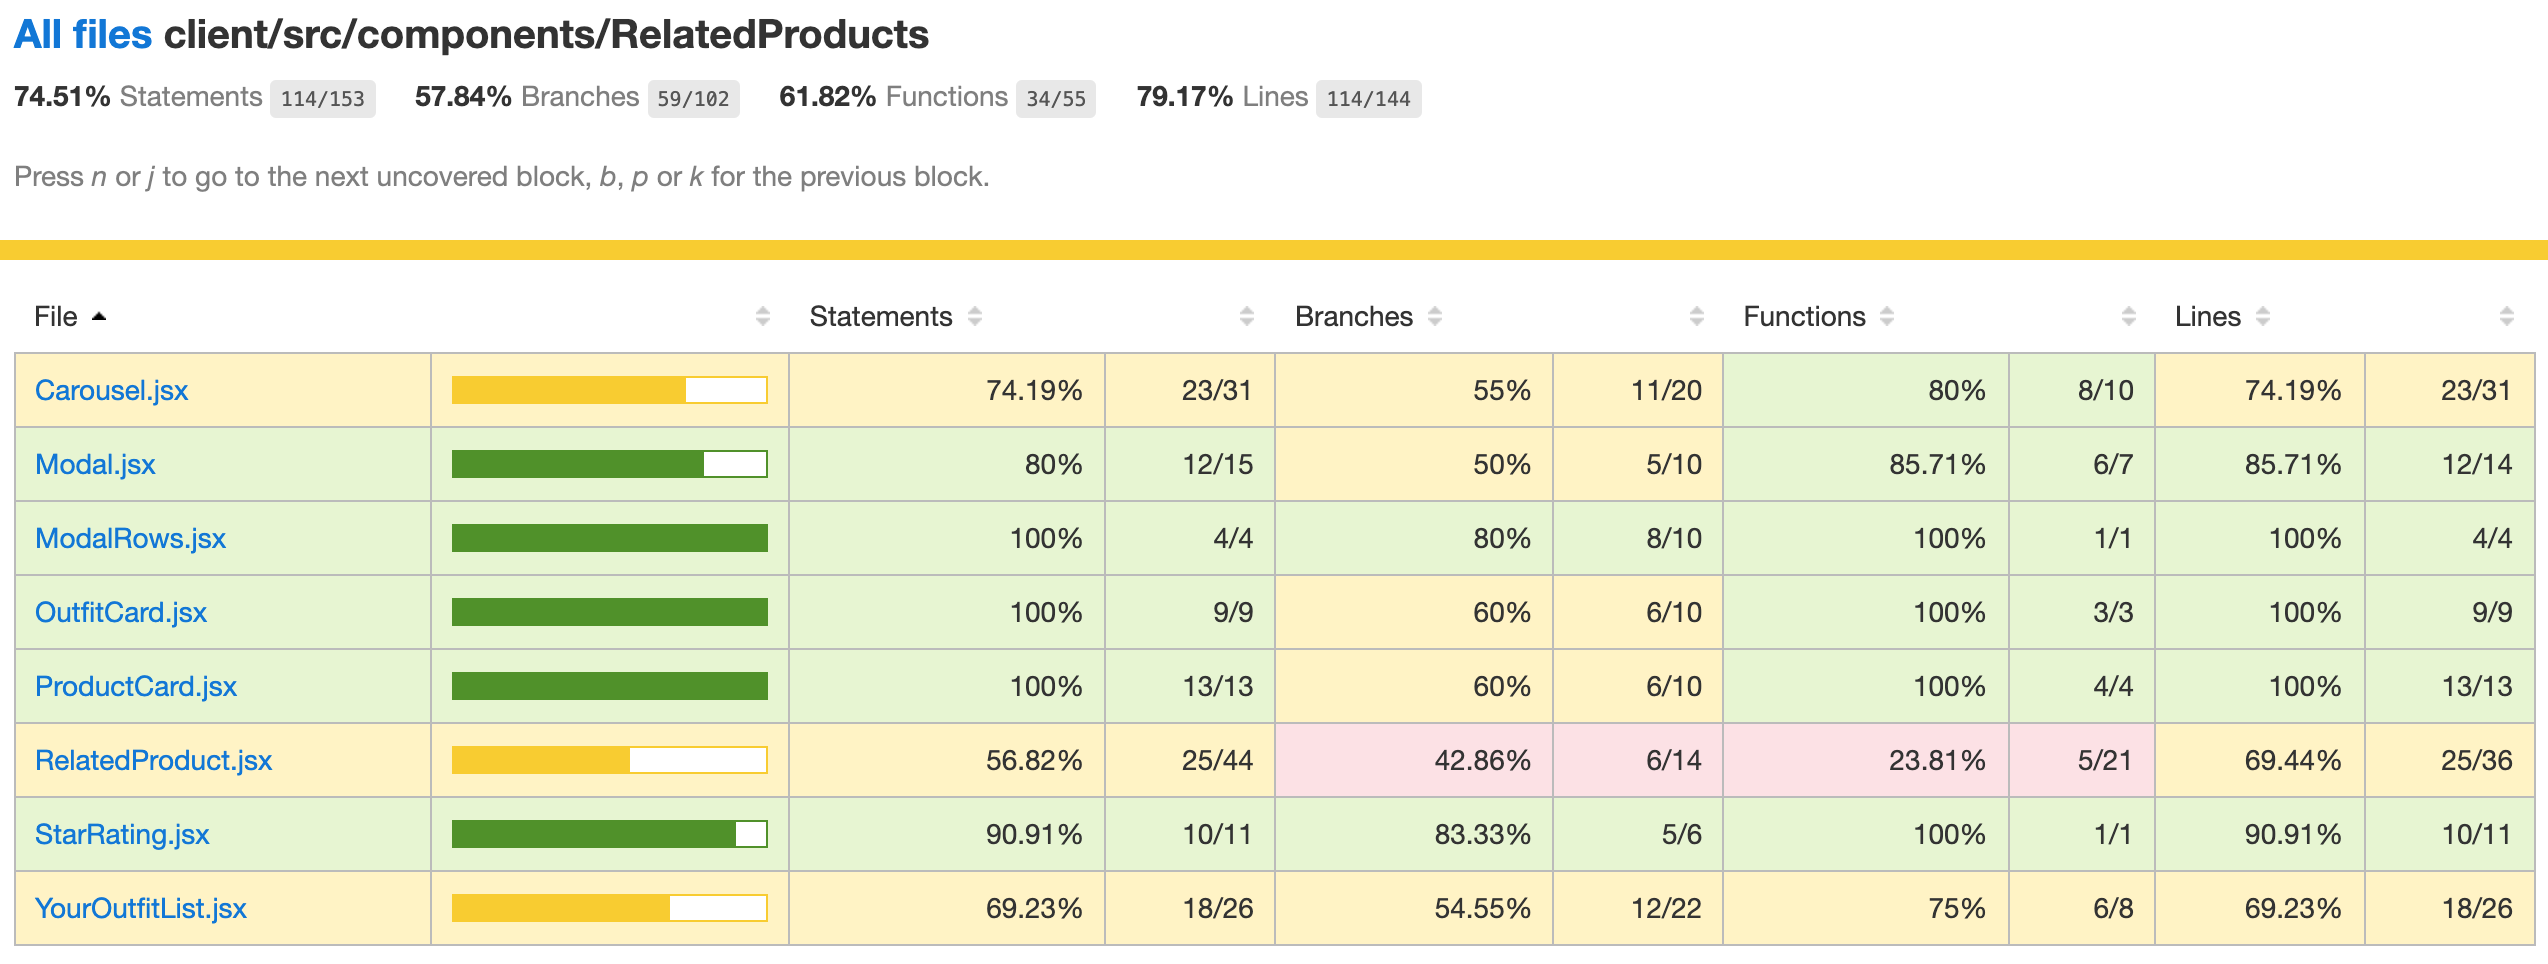 All files client/src/components/RelatedProducts
74.51% Statements 114/153 57.84% Branches 59/102 61.82% Functions 34/55 79.17% Lines 114/144
Press n or j to go to the next uncovered block, b, p or k for the previous block.
File Statements Branches Functions Lines
Carousel.jsx 74.19% 23/31 55% 11/20 80% 8/10 74.19% 23/31
Modal.jsx 80% 12/15 50% 5/10 85.71% 6/7 85.71% 12/14
ModalRows.jsx 100% 4/4 80% 8/10 100% 1/1 100% 4/4
OutfitCard.jsx 100% 9/9 60% 6/10 100% 3/3 100% 9/9
ProductCard.jsx 100% 13/13 60% 6/10 100% 4/4 100% 13/13
RelatedProduct.jsx 56.82% 25/44 42.86% 6/14 23.81% 5/21 69.44% 25/36
StarRating.jsx 90.91% 10/11 83.33% 5/6 100% 1/1 90.91% 10/11
YourOutfitList.jsx 69.23% 18/26 54.55% 12/22 75% 6/8 69.23% 18/26